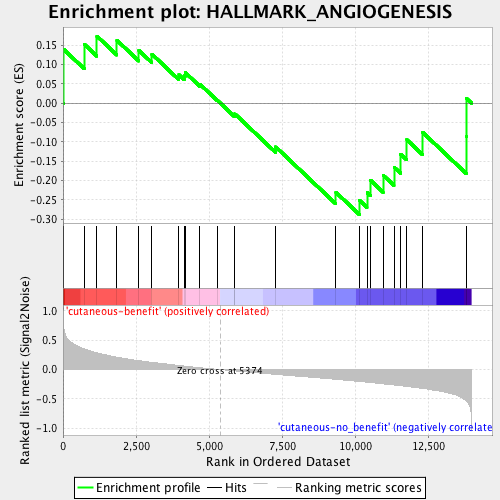 Enrichment plot: HALLMARK_ANGIOGENESIS
Enrichment score (ES)
0.15
0.10
0.05
0.00
-0.05
-0.10
-0.15
-0.20
-0.25
-0.30
'cutaneous-benefit' (positively correlated)
Ranked list metric (Signal2Noise)
1.0
0.5
0.0
-0.5
-1.0
Zero cross at 5374
'cutaneous-no_benefit' (negatively correlate
0 2,500 5,000 7,500 10,000 12,500
Rank in Ordered Dataset
Enrichment profile Hits Ranking metric scores